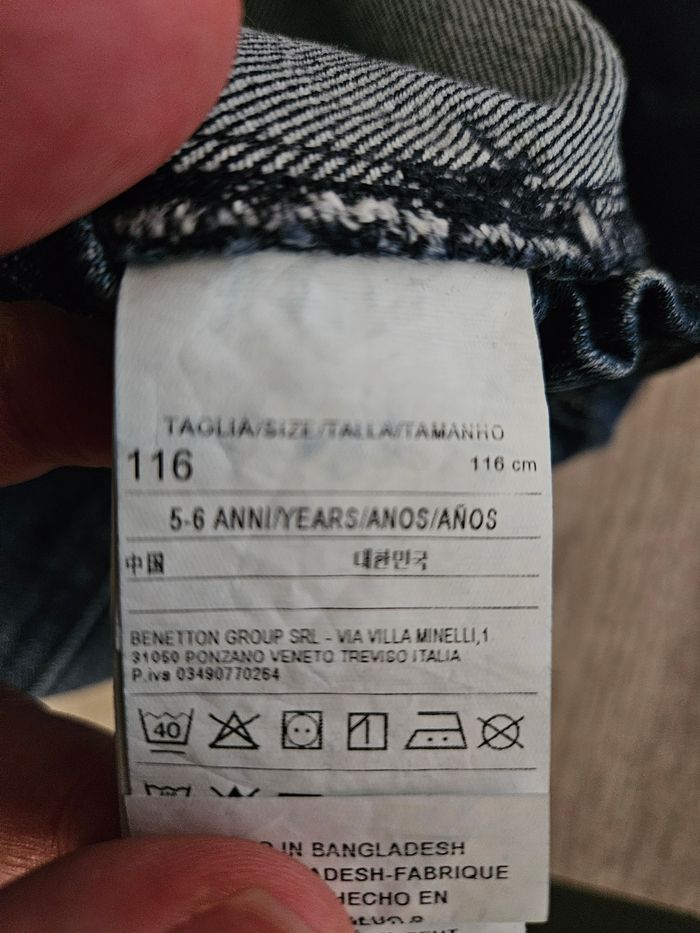 TAGLIA/SIZE/TALLA/TAMANHO
116 116 cm
5-6 ANNI/YEARS/ANOS/AÑOS
中国 대한민국
BENETTON GROUP SRL - VIA VILLA MINELLI,1
31050 PONZANO VENETO TREVISO ITALIA
P.iva 03490770264
40
IN BANGLADESH
ADESH-FABRIQUE
HECHO EN